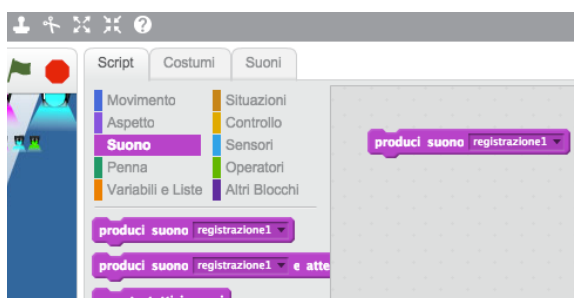 Script Costumi Suoni
Movimento Situazioni
Aspetto Controllo
Suono Sensori
Penna Operatori
Variabili e Liste Altri Blocchi
produci suono registrazione1
produci suono registrazione1
produci suono registrazione1 e atte